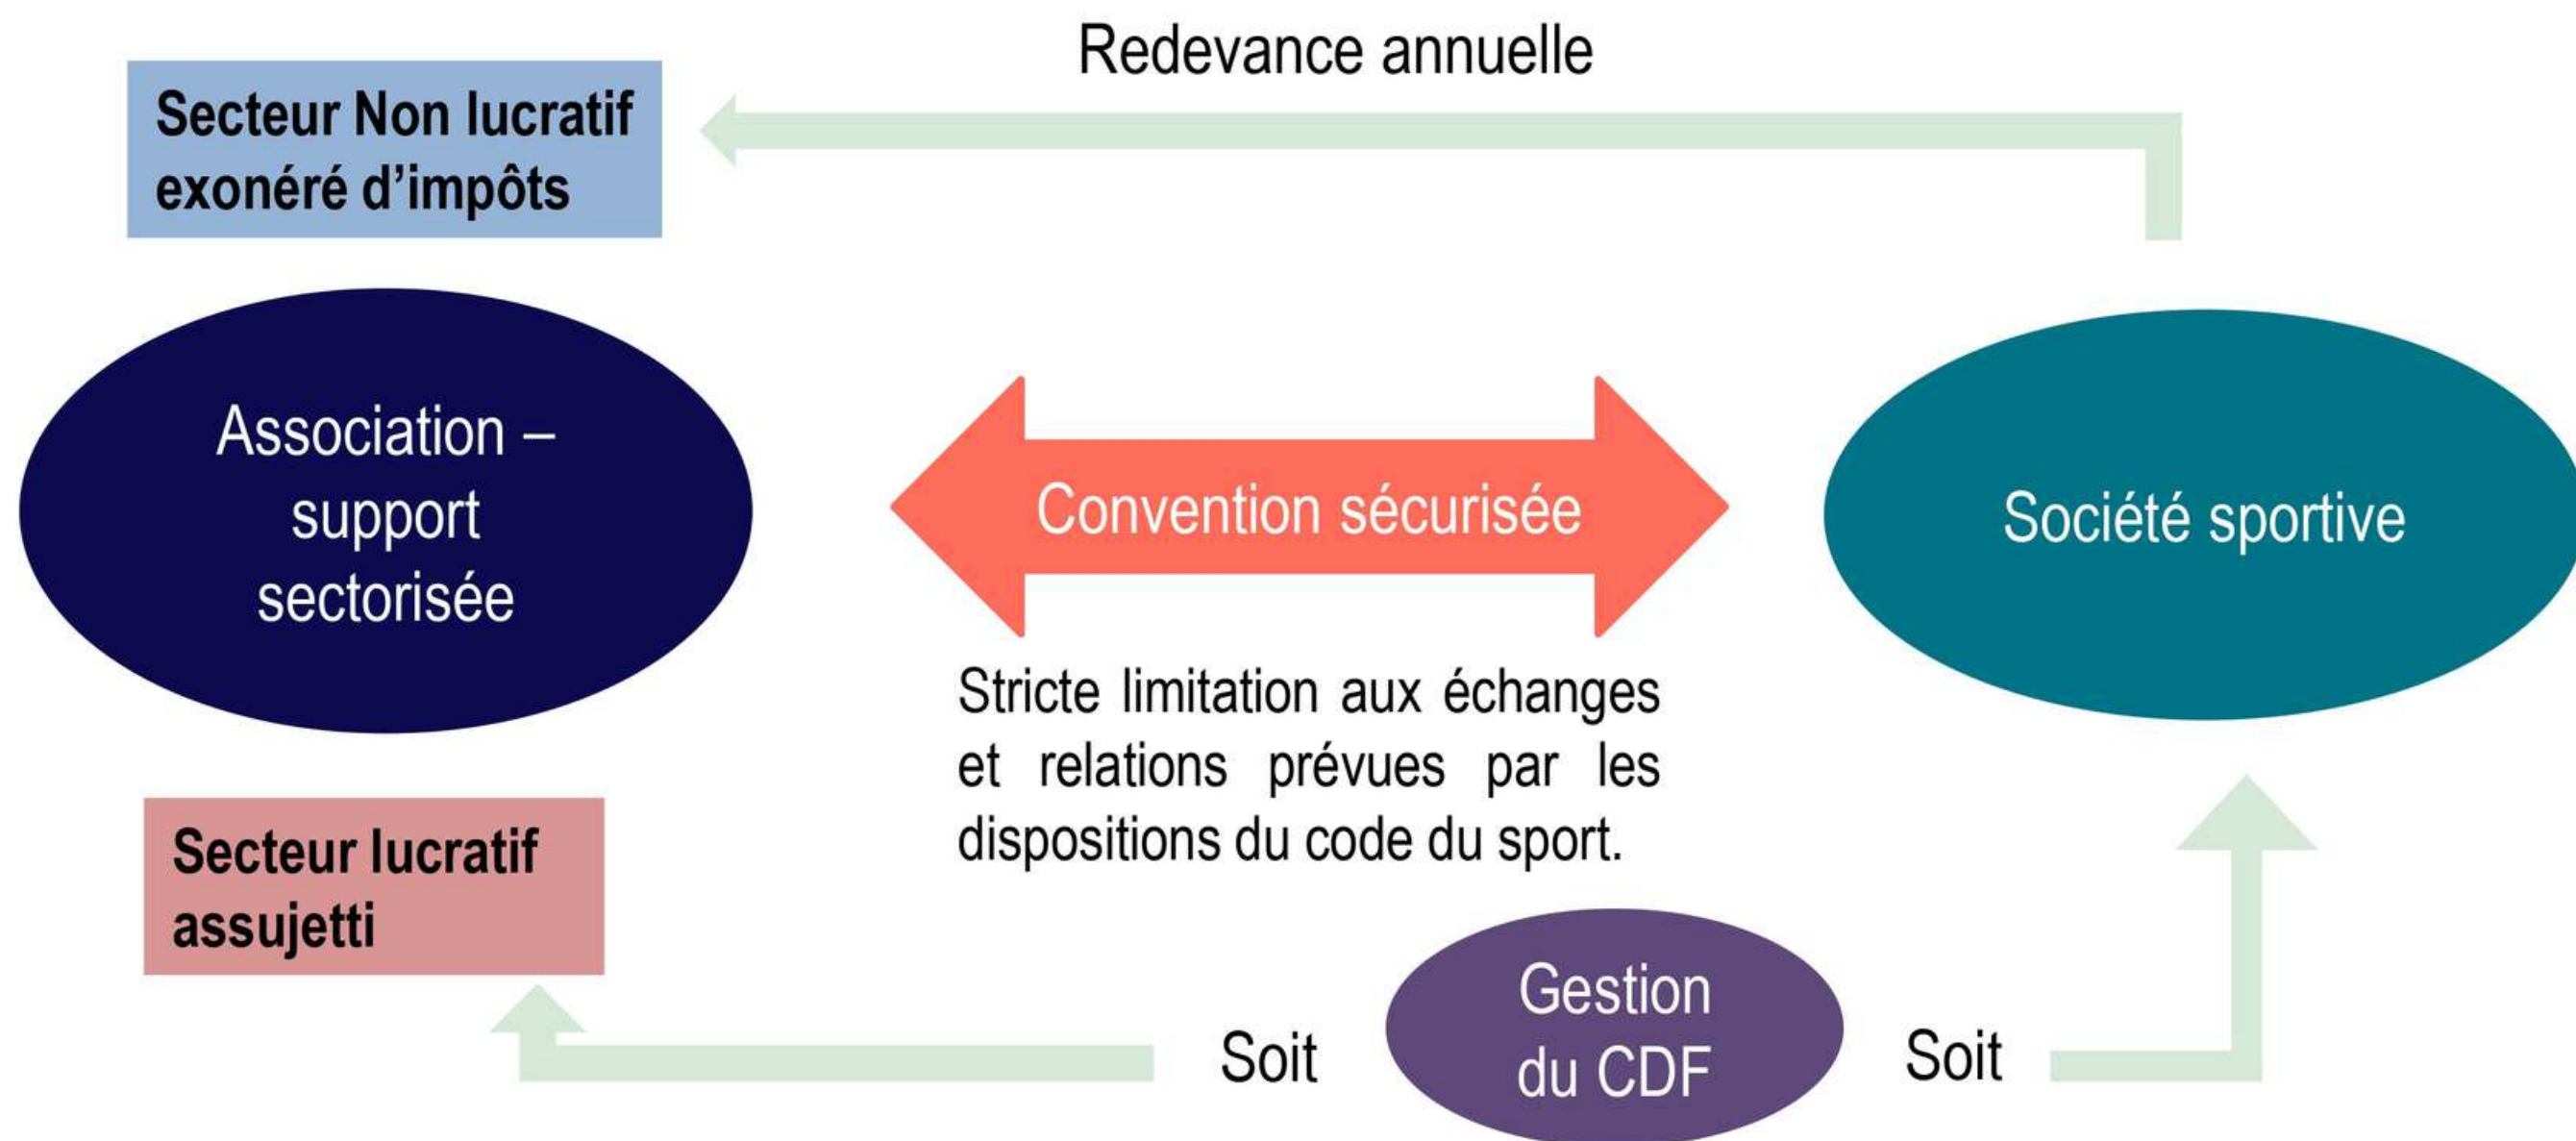 Redevance annuelle
Secteur Non lucratif
exonéré d’impôts
Association –
support
sectorisée
Convention sécurisée
Société sportive
Stricte limitation aux échanges
et relations prévues par les
dispositions du code du sport.
Secteur lucratif
assujetti
Soit
Gestion
du CDF
Soit